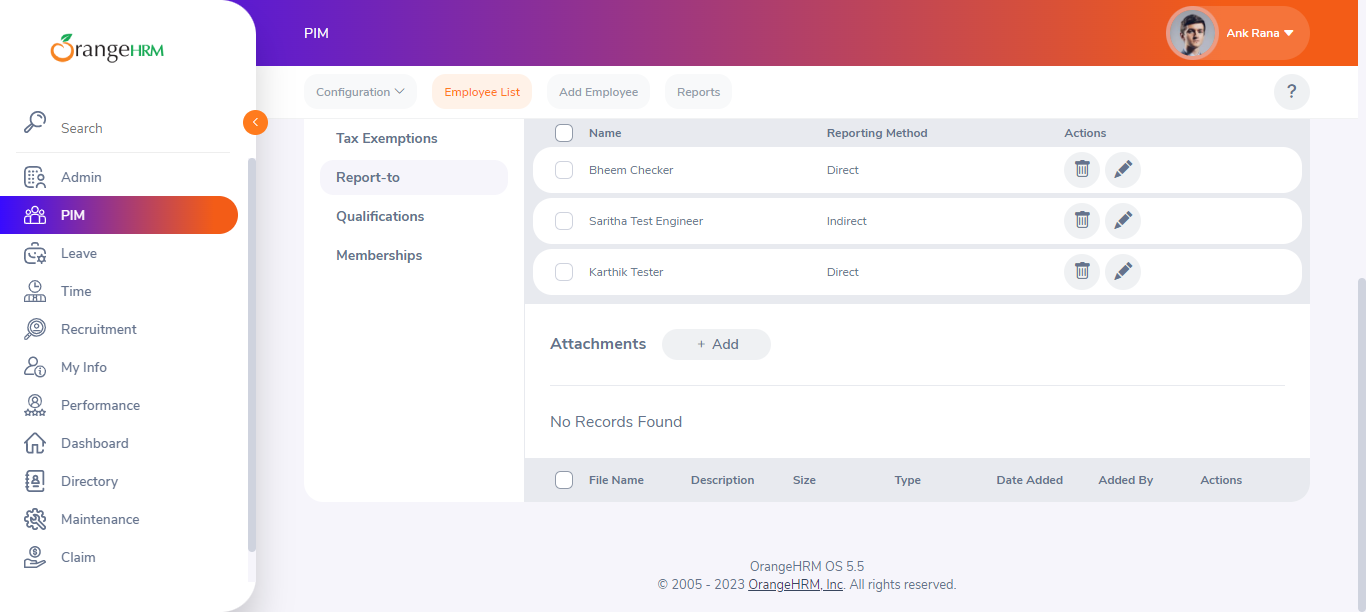 OrangeHRM
Search
Admin
PIM
Leave
Time
Recruitment
My Info
Performance
Dashboard
Directory
Maintenance
Claim
PIM
Ank Rana
Configuration
Employee List
Add Employee
Reports
?
Tax Exemptions
Report-to
Qualifications
Memberships
Name Reporting Method Actions
Bheem Checker Direct
Saritha Test Engineer Indirect
Karthik Tester Direct
Attachments + Add
No Records Found
File Name Description Size Type Date Added Added By Actions
OrangeHRM OS 5.5
© 2005 - 2023 OrangeHRM, Inc. All rights reserved.